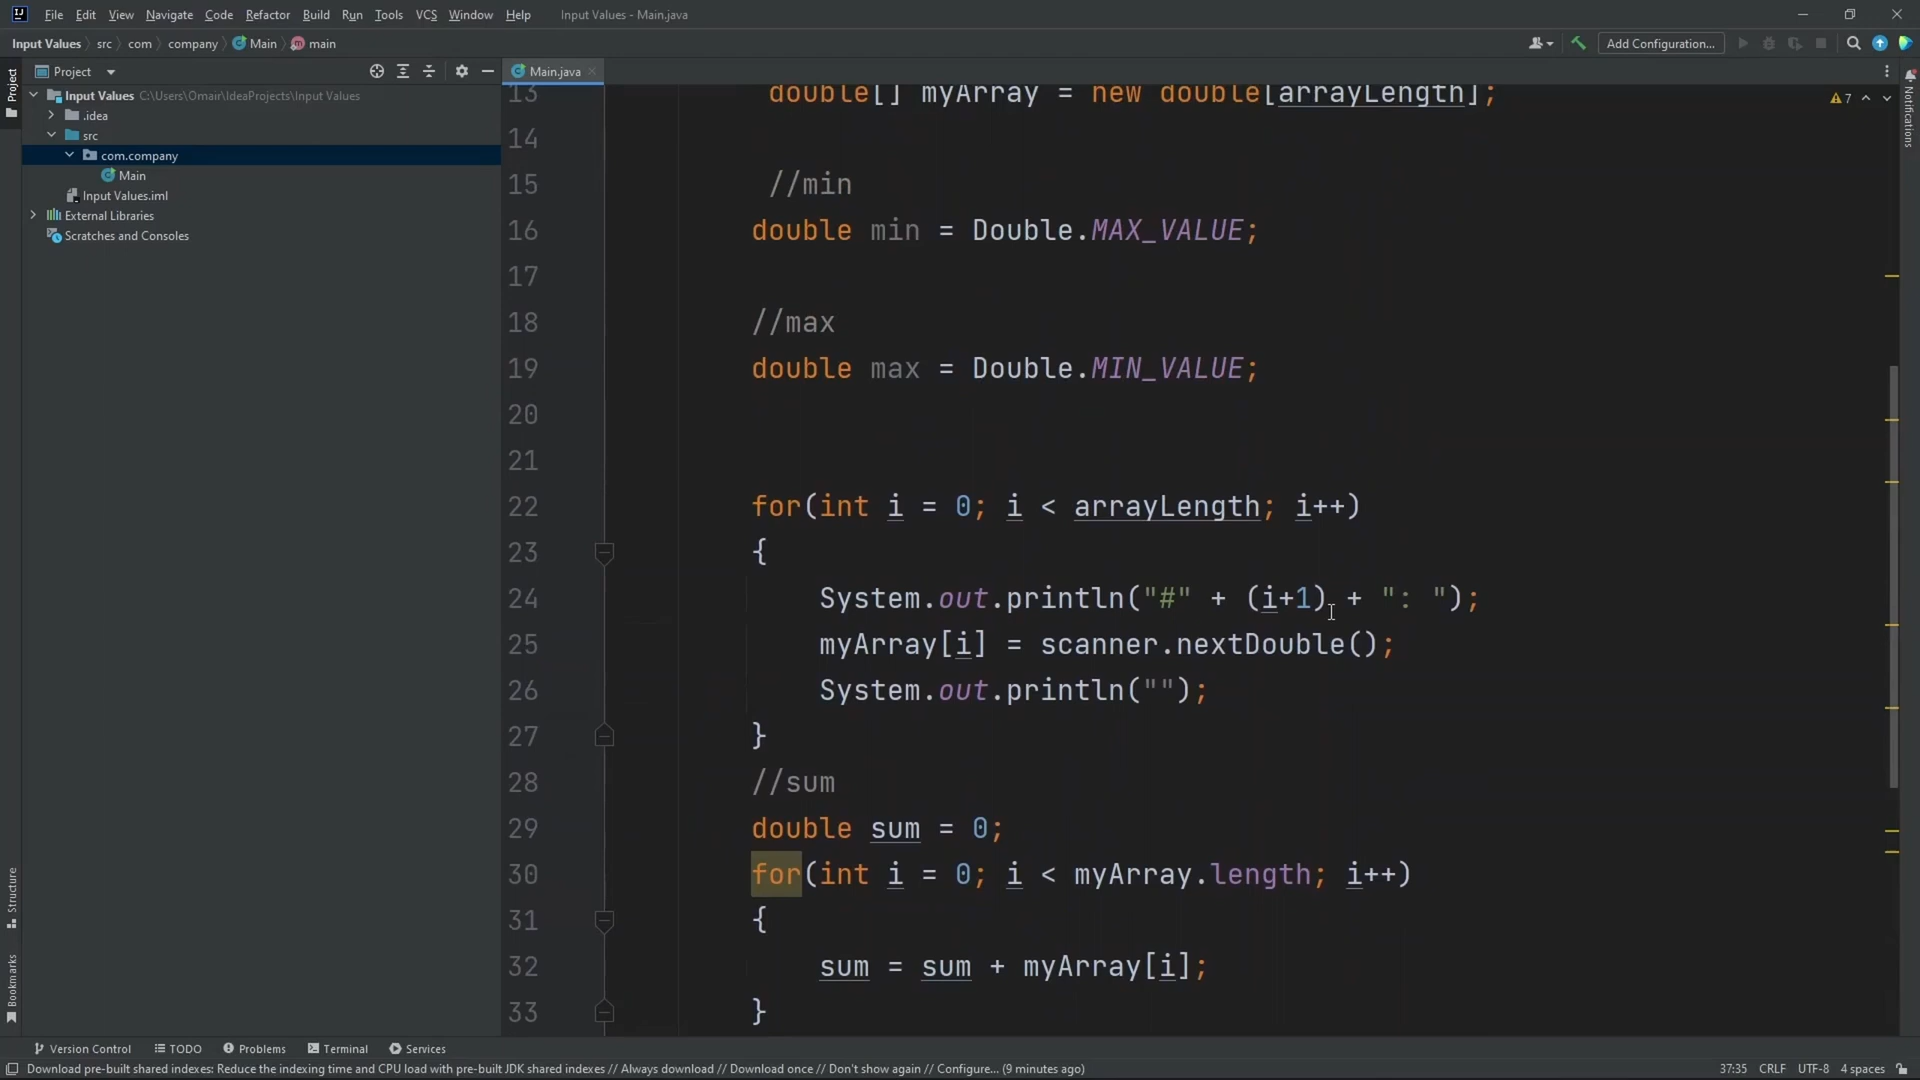 File Edit View Navigate Code Refactor Build Run Tools VCS Window Help Input Values - Main.java
Input Values src com company Main main Add Configuration...
Project Main.java 7
Input Values C:\Users\Omair\IdeaProjects\Input Values
.idea
src
com.company
Main
Input Values.iml
External Libraries
Scratches and Consoles
Project
Structure
Bookmarks
Notifications
13 double[] myArray = new double[arrayLength];
14
15 //min
16 double min = Double.MAX_VALUE;
17
18 //max
19 double max = Double.MIN_VALUE;
20
21
22 for(int i = 0; i < arrayLength; i++)
23 {
24 System.out.println("#" + (i+1) + ": ");
25 myArray[i] = scanner.nextDouble();
26 System.out.println("");
27 }
28 //sum
29 double sum = 0;
30 for(int i = 0; i < myArray.length; i++)
31 {
32 sum = sum + myArray[i];
33 }
Version Control TODO Problems Terminal Services
Download pre-built shared indexes: Reduce the indexing time and CPU load with pre-built JDK shared indexes // Always download // Download once // Don't show again // Configure... (9 minutes ago) 37:35 CRLF UTF-8 4 spaces